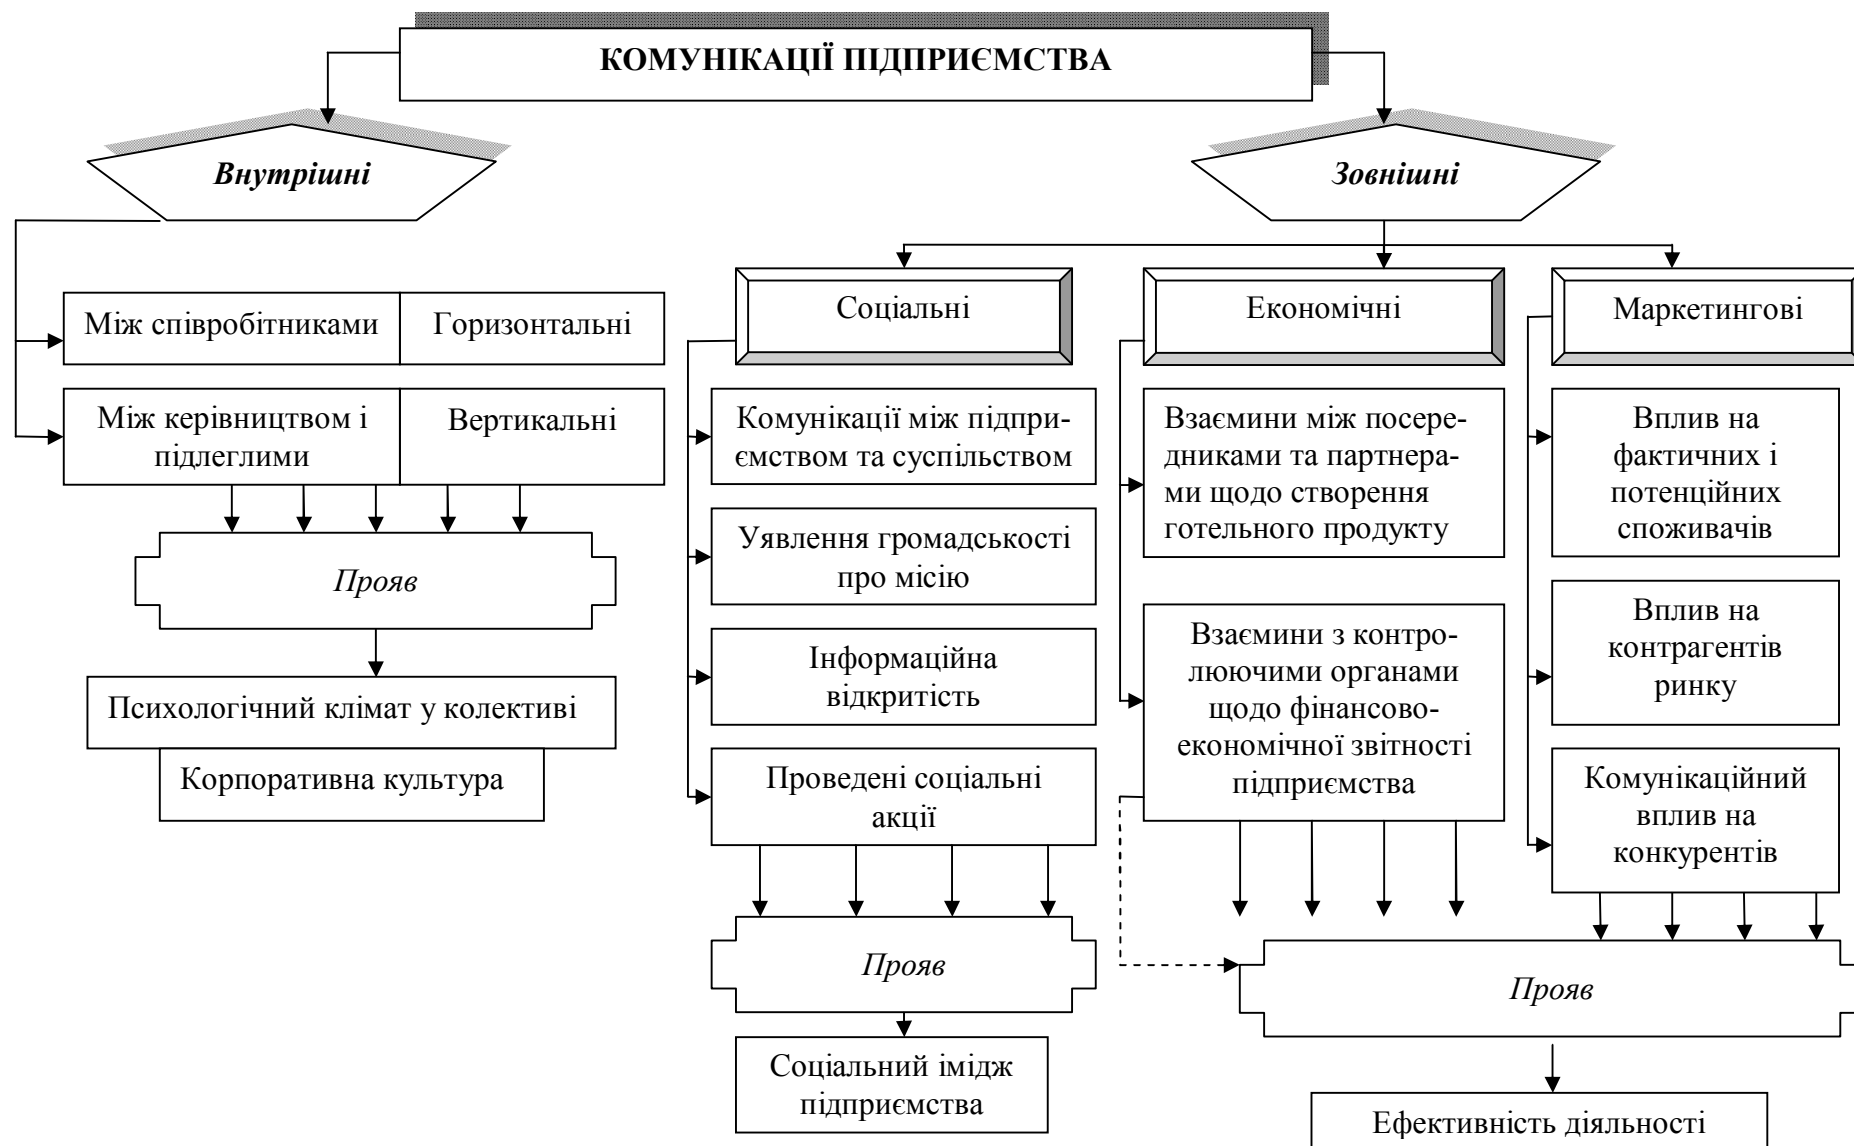 КОМУНІКАЦІЇ ПІДПРИЄМСТВА
Внутрішні
Зовнішні
Між співробітниками
Горизонтальні
Між керівництвом і
підлеглими
Вертикальні
Прояв
Психологічний клімат у колективі
Корпоративна культура
Соціальні
Комунікації між підпри-
ємством та суспільством
Уявлення громадськості
про місію
Інформаційна
відкритість
Проведені соціальні
акції
Прояв
Соціальний імідж
підприємства
Економічні
Взаємини між посере-
дниками та партнера-
ми щодо створення
готельного продукту
Взаємини з контро-
люючими органами
щодо фінансово-
економічної звітності
підприємства
Маркетингові
Вплив на
фактичних і
потенційних
споживачів
Вплив на
контрагентів
ринку
Комунікаційний
вплив на
конкурентів
Прояв
Ефективність діяльності